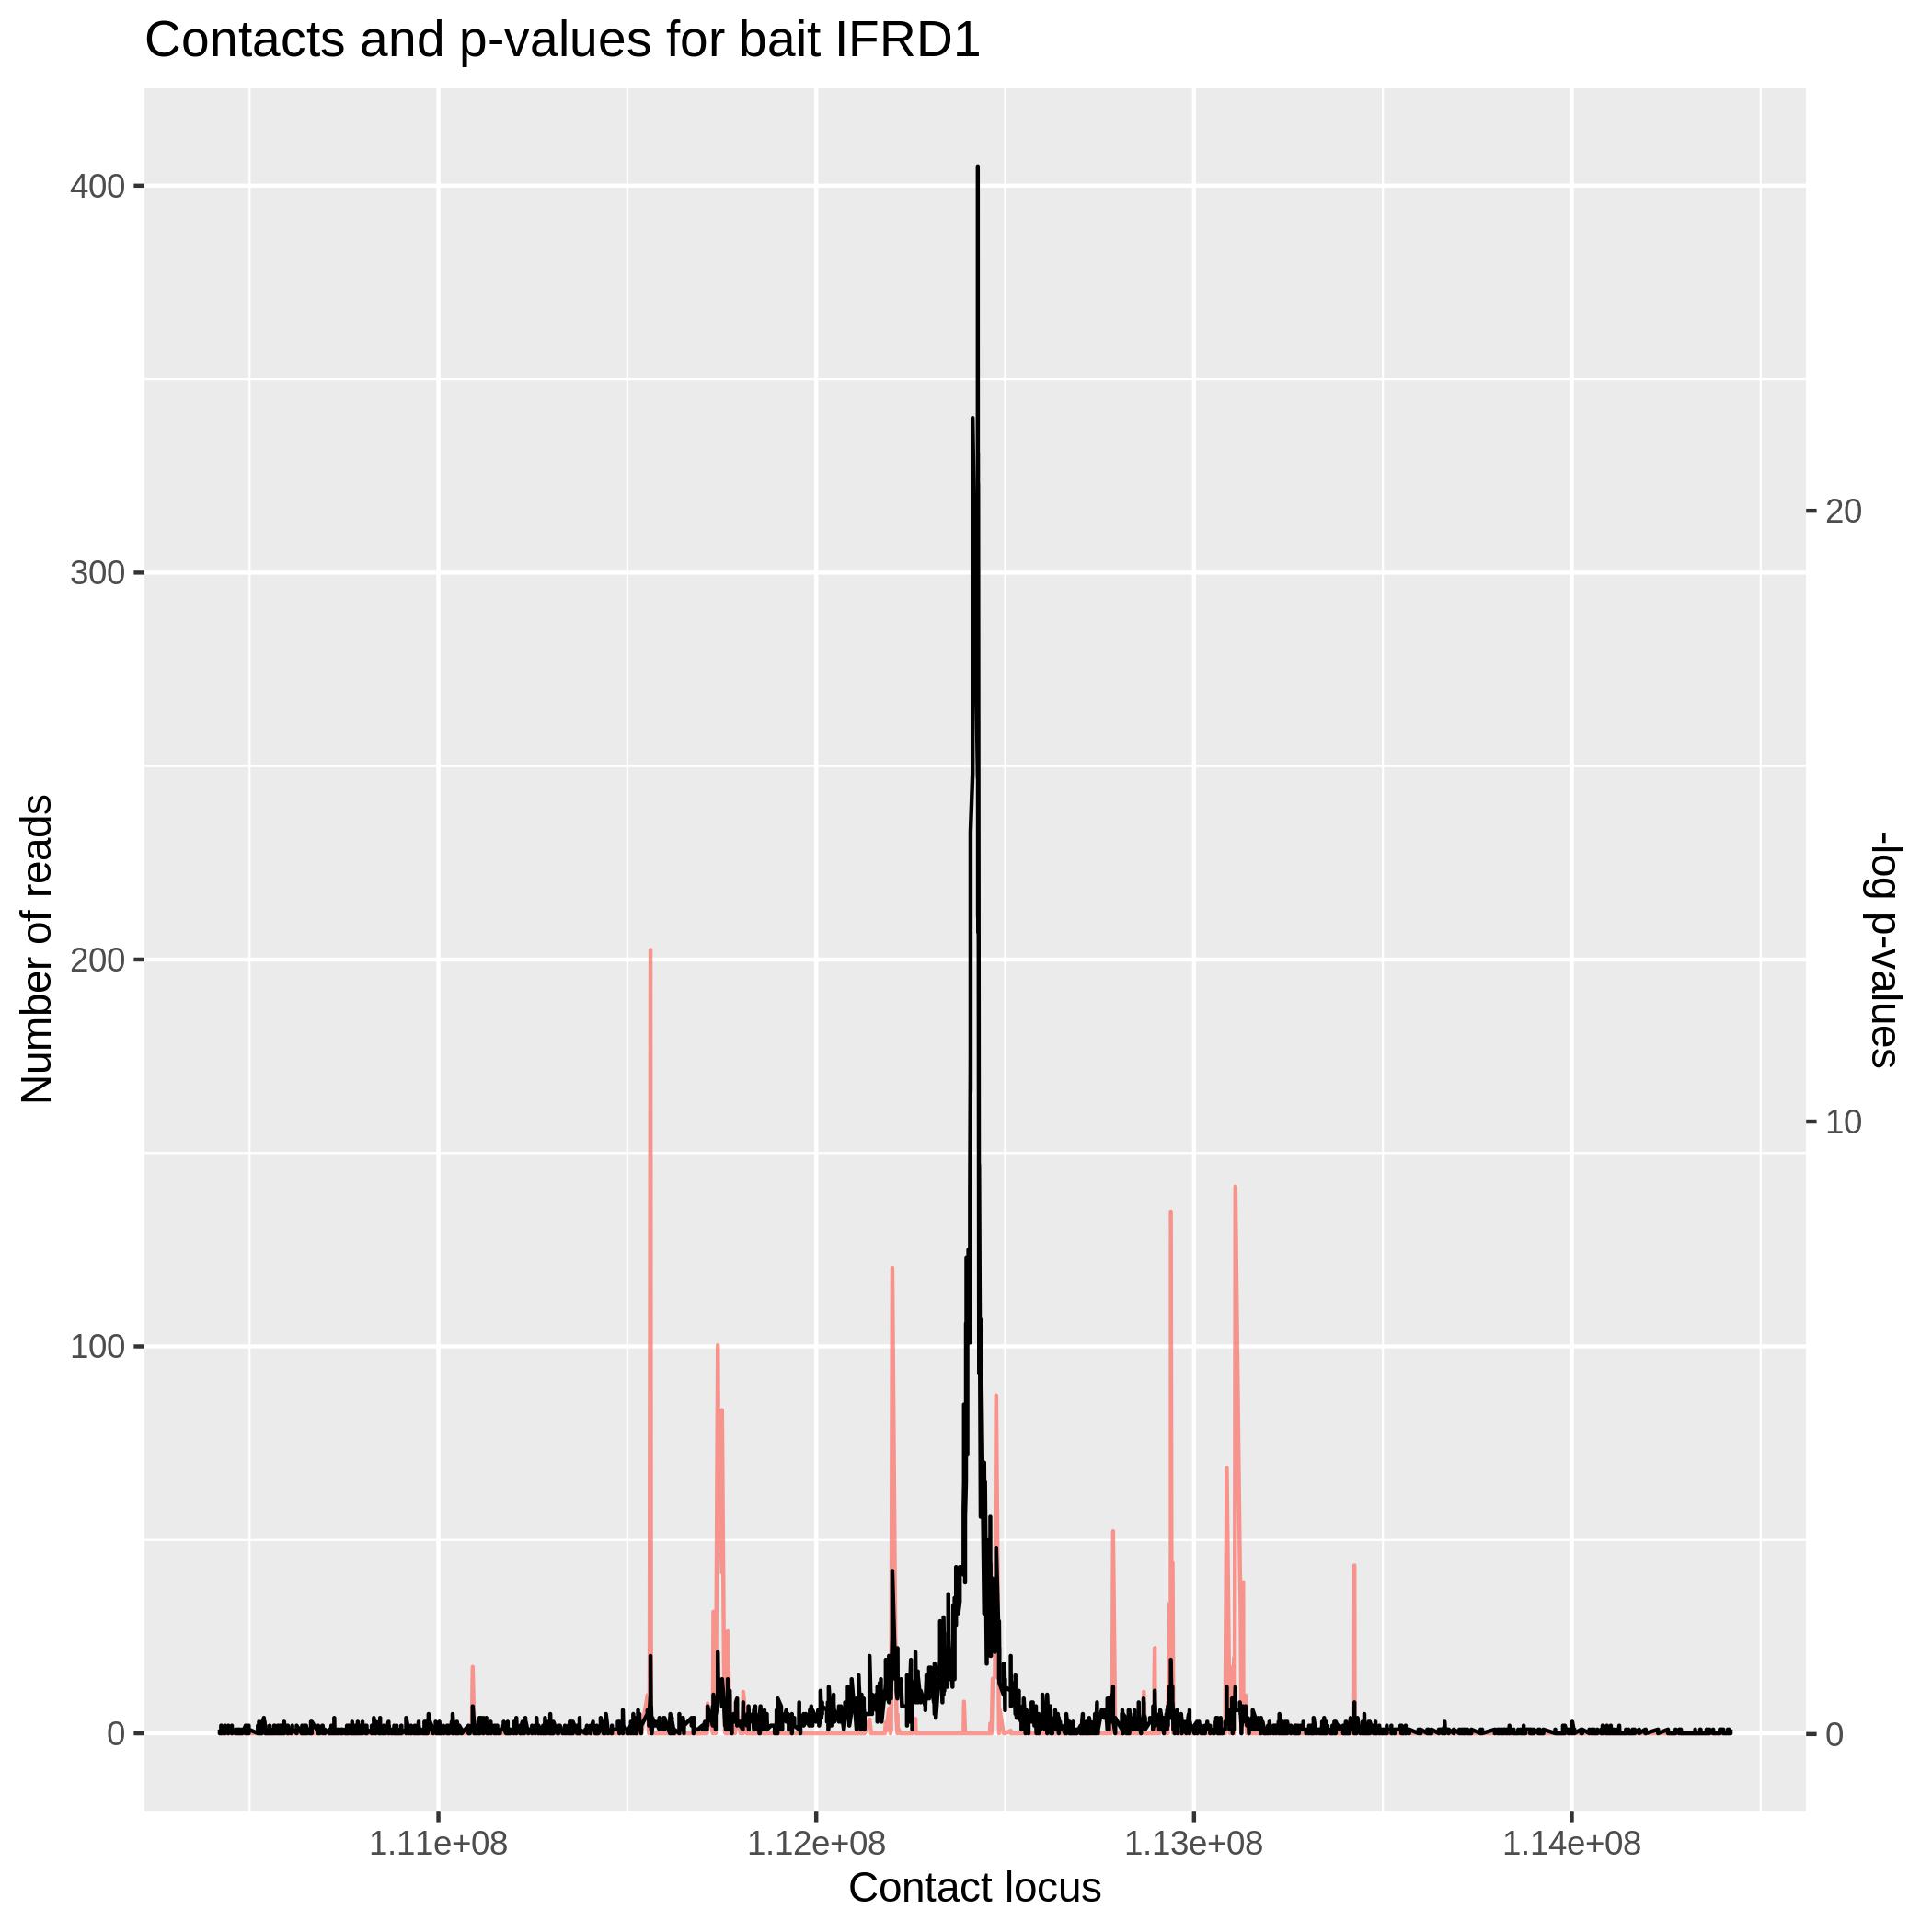 Contacts and p-values for bait IFRD1
400
300
200
100
0
Number of reads
20
10
0
-log p-values
1.11e+08
1.12e+08
1.13e+08
1.14e+08
Contact locus